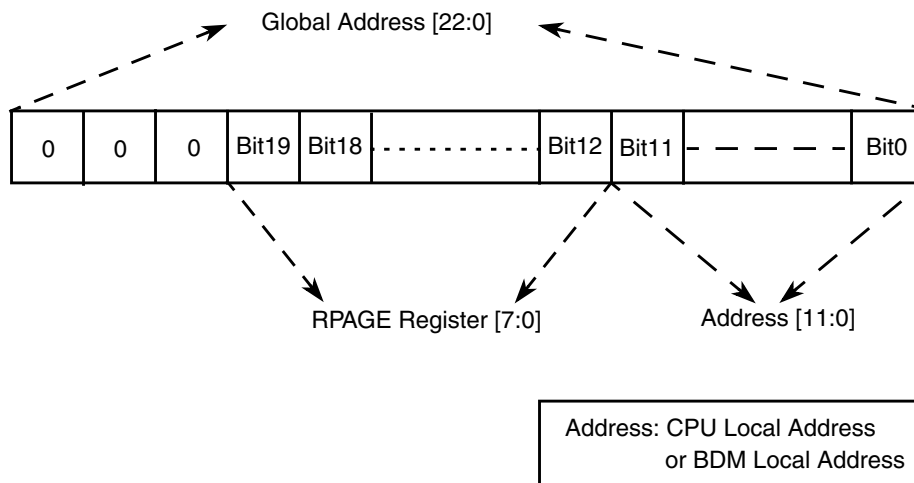 Global Address [22:0]
0 0 0 Bit19 Bit18 Bit12 Bit11 Bit0
RPAGE Register [7:0] Address [11:0]
Address: CPU Local Address
or BDM Local Address